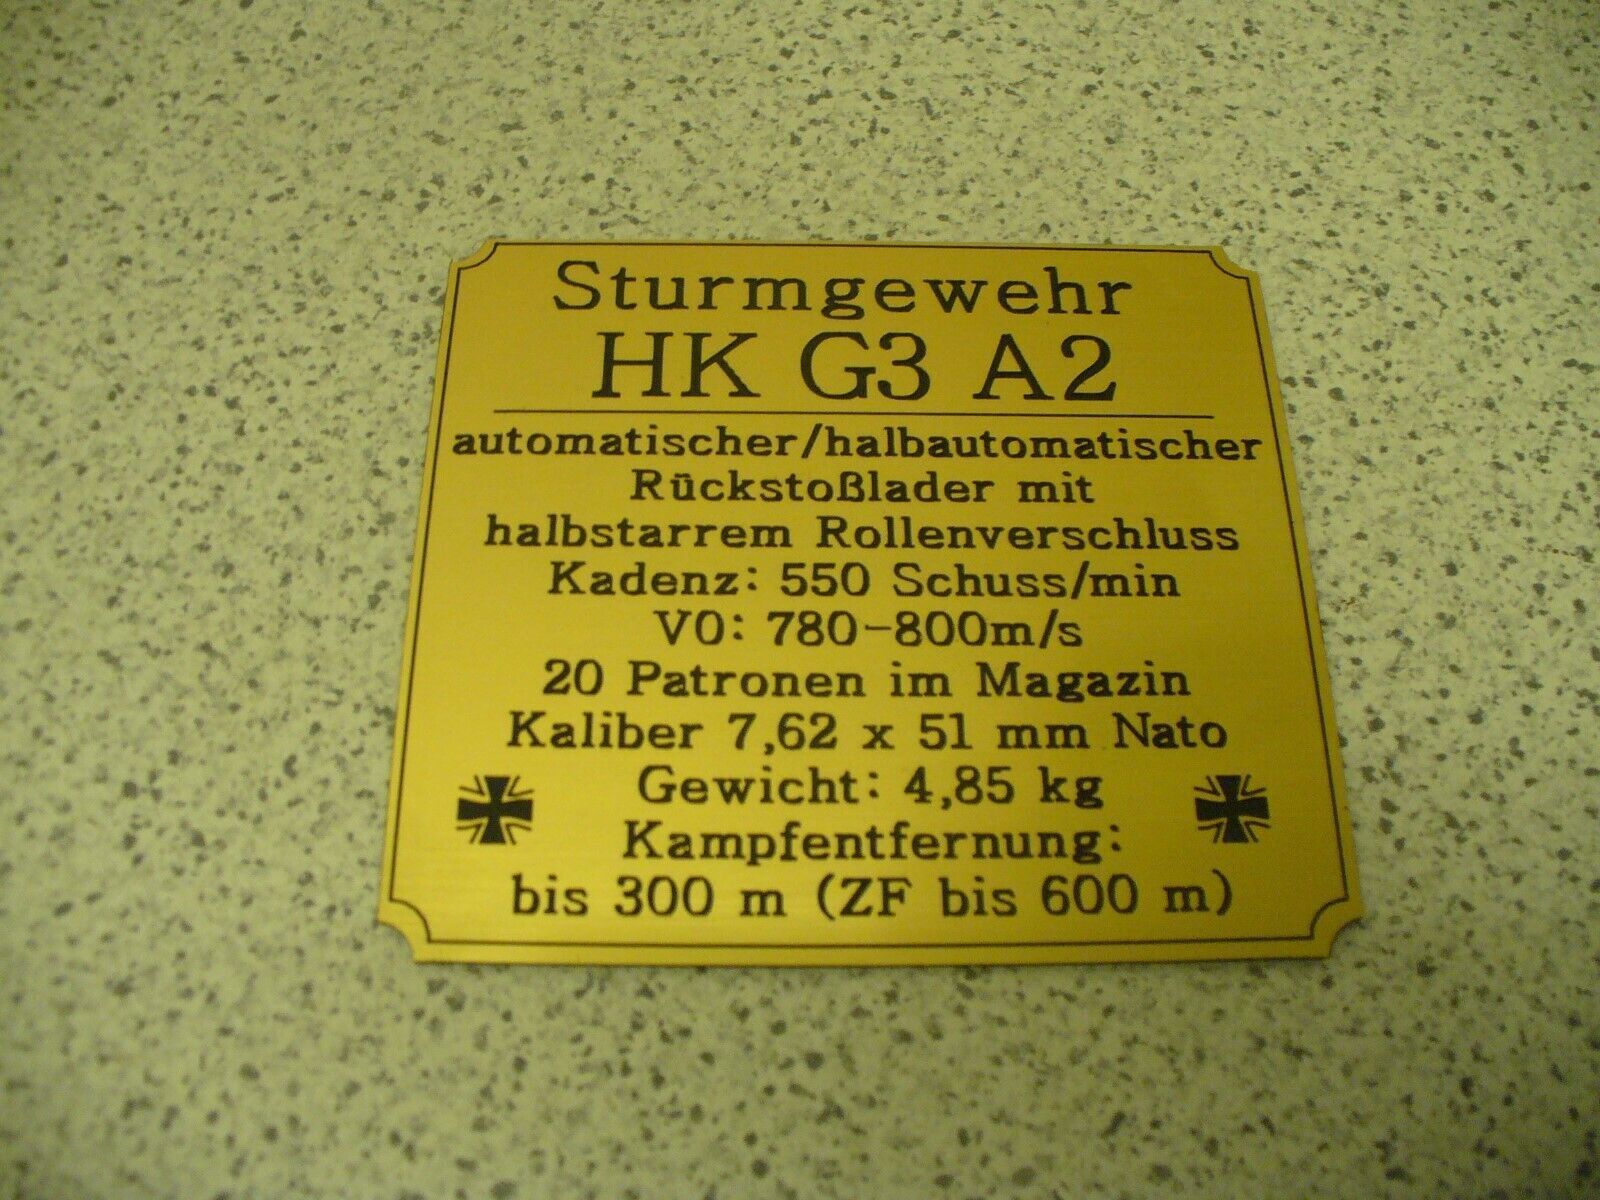 Sturmgewehr
HK G3 A2
automatischer/halbautomatischer
Rückstoßlader mit
halbstarrem Rollenverschluss
Kadenz: 550 Schuss/min
V0: 780-800m/s
20 Patronen im Magazin
Kaliber 7,62 x 51 mm Nato
Gewicht: 4,85 kg
Kampfentfernung:
bis 300 m (ZF bis 600 m)